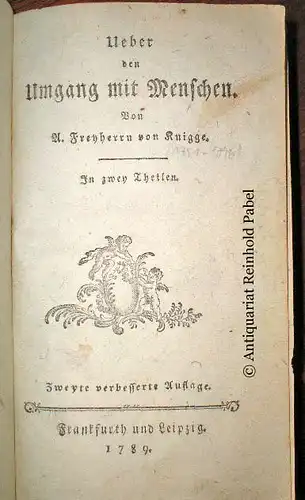 Ueber
den
Umgang mit Menschen.
Von
A. Freyherrn von Knigge.
In zwey Theilen.
Zweyte verbesserte Auflage.
Frankfurth und Leipzig.
1789.
© Antiquariat Reinhold Pabel